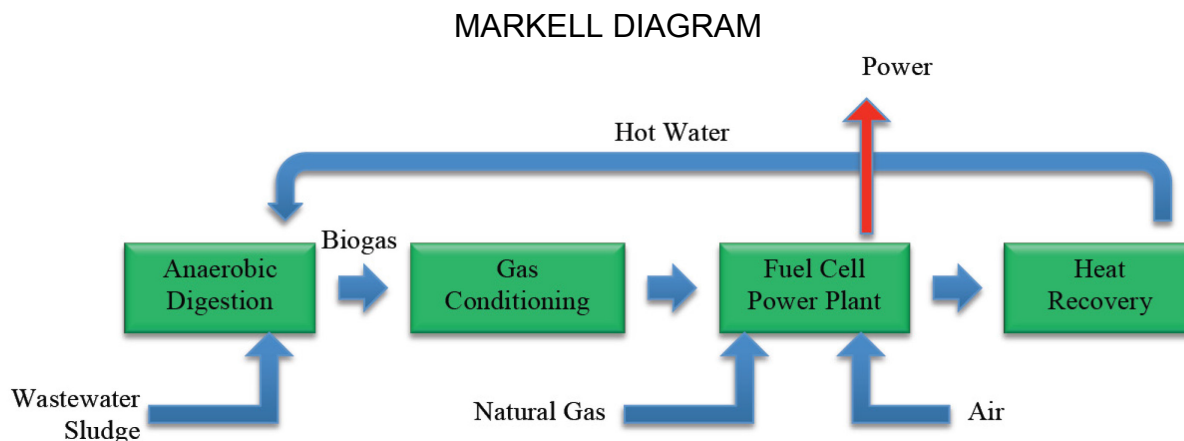 MARKELL DIAGRAM
Power
Hot Water
Biogas
Anaerobic
Digestion
Gas
Conditioning
Fuel Cell
Power Plant
Heat
Recovery
Wastewater
Sludge
Natural Gas
Air